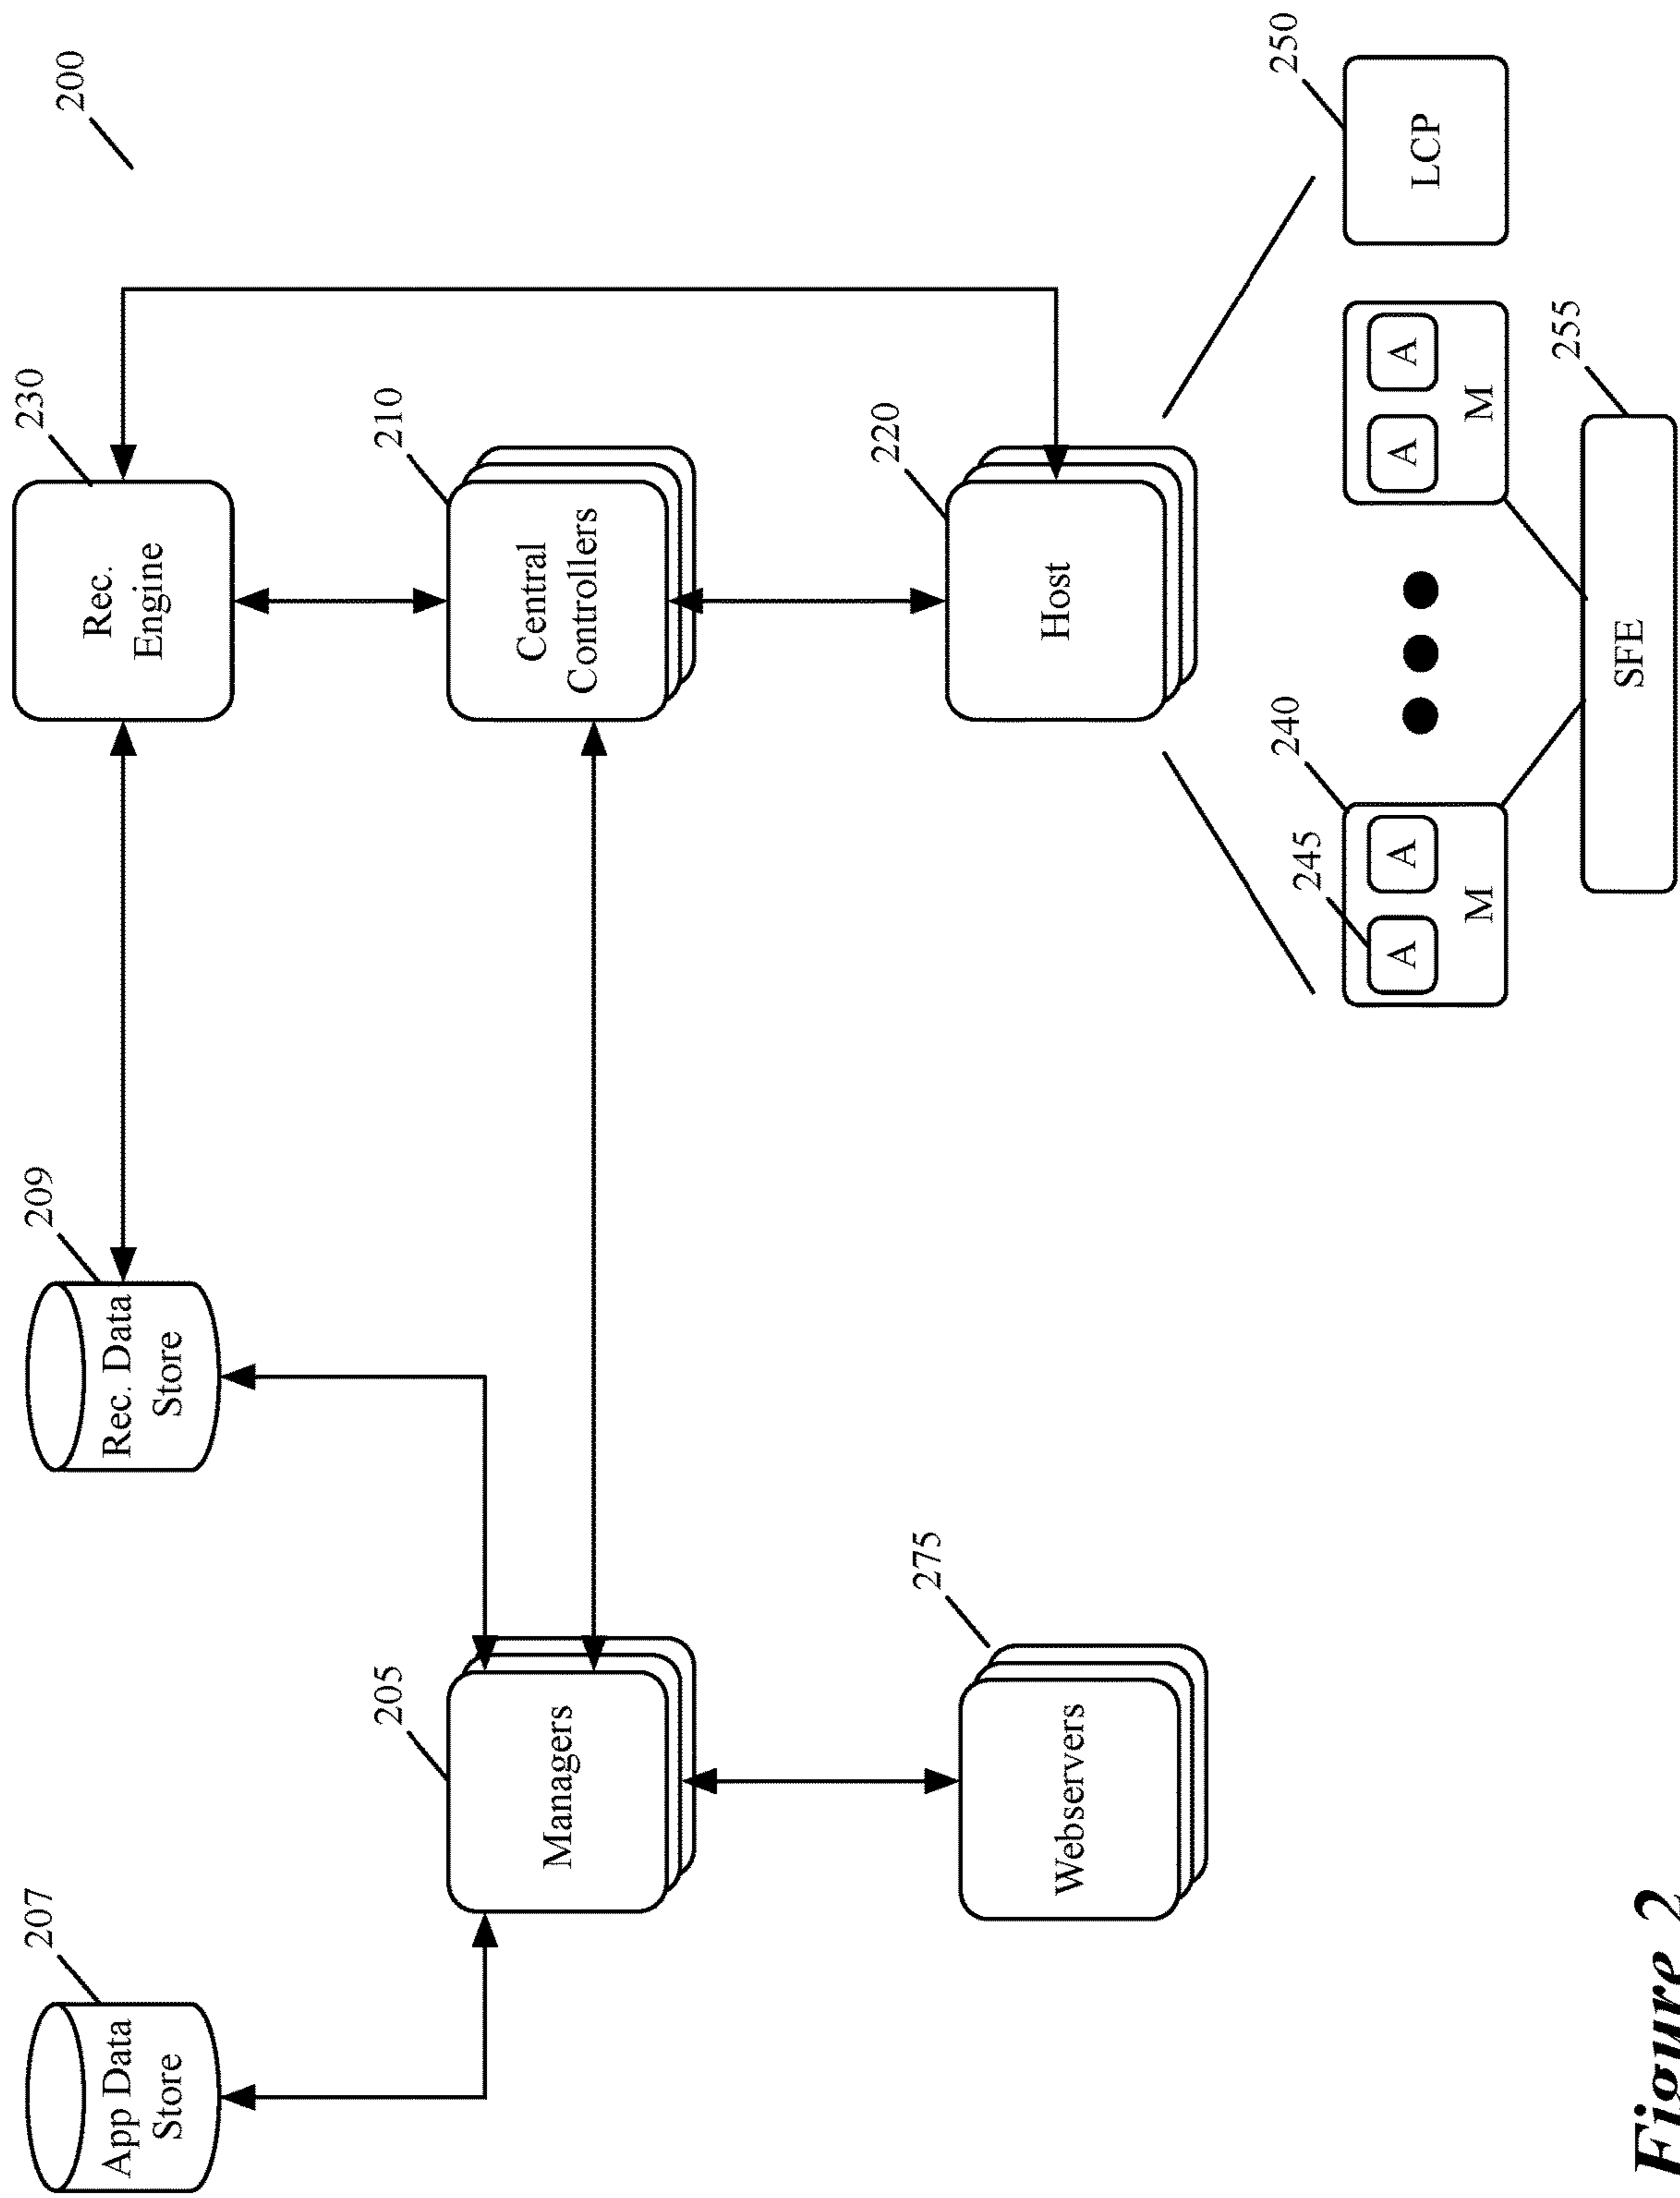 200
207
App Data
Store
209
Rec. Data
Store
230
Rec.
Engine
205
Managers
210
Central
Controllers
275
Webservers
220
Host
245
240
A
A
M
A
A
M
250
LCP
255
SFE
Figure 2